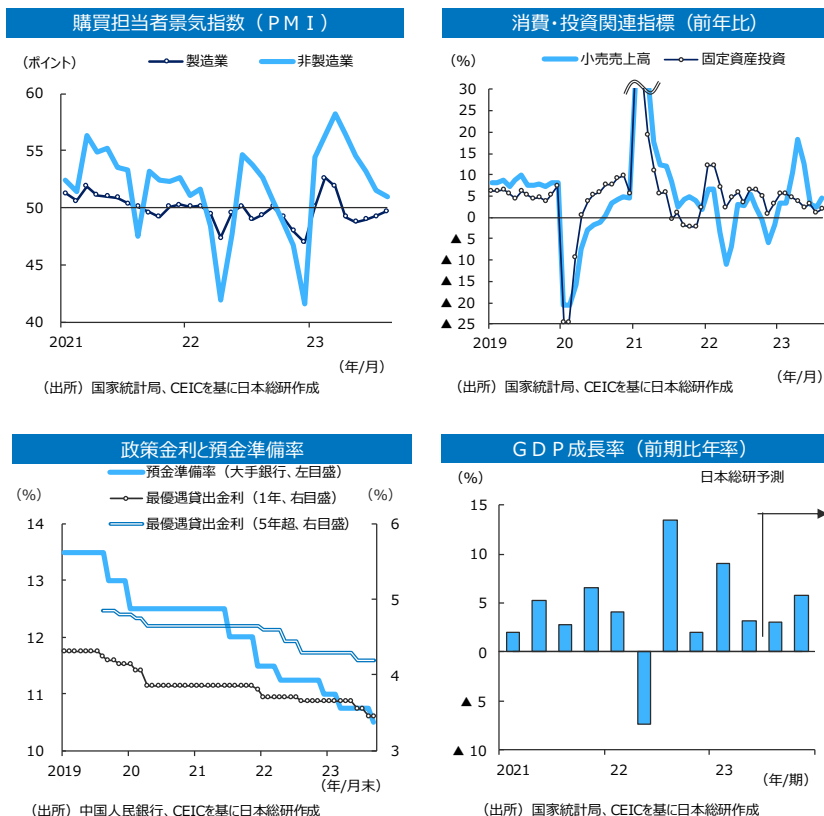 購買担当者景気指数(PMI)
(ポイント)
製造業
非製造業
60
55
50
45
40
2021
22
23
(年/月)
(出所)国家統計局、CEICを基に日本総研作成
消費・投資関連指標(前年比)
(%)
小売売上高
固定資産投資
30
25
20
15
10
5
0
▲ 5
▲ 10
▲ 15
▲ 20
▲ 25
2019
20
21
22
23
(年/月)
(出所)国家統計局、CEICを基に日本総研作成
政策金利と預金準備率
預金準備率(大手銀行、左目盛)
最優遇貸出金利(1年、右目盛)
最優遇貸出金利(5年超、右目盛)
(%)
(%)
14
13
12
11
10
6
5
4
3
2019
20
21
22
23
(年/月末)
(出所)中国人民銀行、CEICを基に日本総研作成
GDP成長率(前期比年率)
(%)
日本総研予測
15
10
5
0
▲ 5
▲ 10
2021
22
23
(年/期)
(出所)国家統計局、CEICを基に日本総研作成